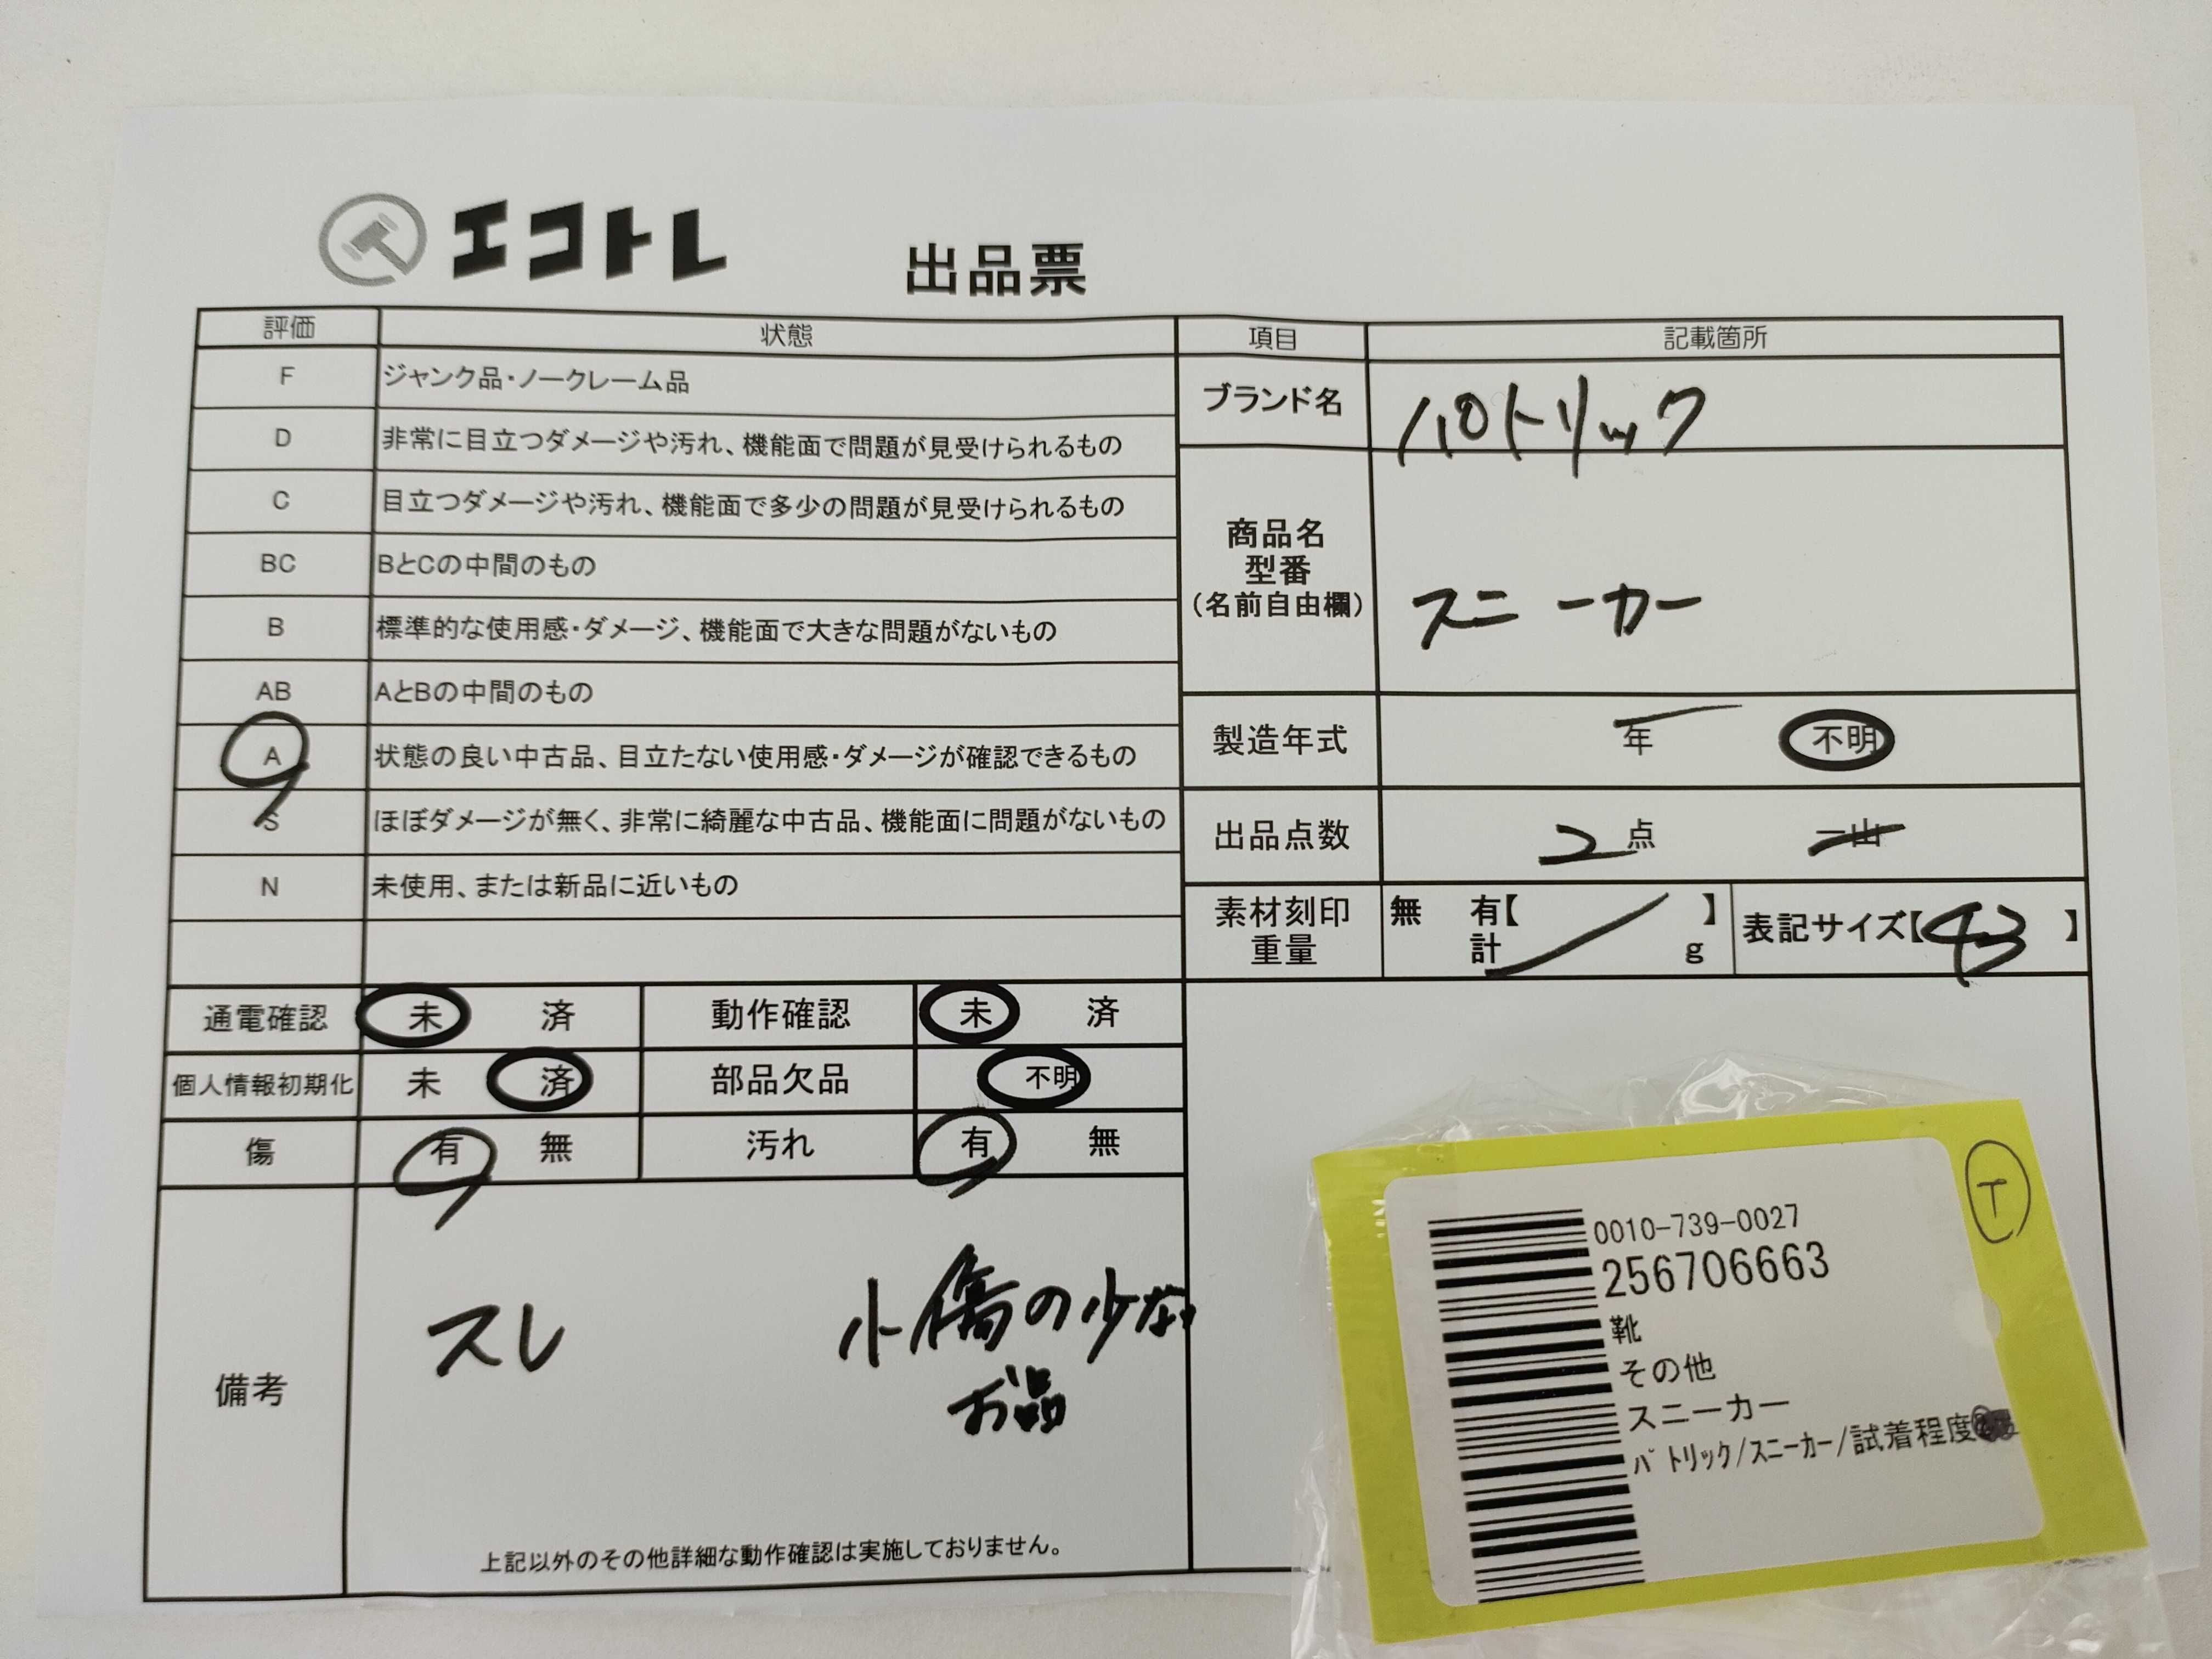 エコトレ
出品票
評価 状態 項目 記載箇所
F ジャンク品・ノークレーム品
D 非常に目立つダメージや汚れ、機能面で問題が見受けられるもの
C 目立つダメージや汚れ、機能面で多少の問題が見受けられるもの
BC BとCの中間のもの
B 標準的な使用感・ダメージ、機能面で大きな問題がないもの
AB AとBの中間のもの
A 状態の良い中古品、目立たない使用感・ダメージが確認できるもの
S ほぼダメージが無く、非常に綺麗な中古品、機能面に問題がないもの
N 未使用、または新品に近いもの
ブランド名 パトリック
商品名
型番
(名前自由欄)
スニーカー
製造年式 年 不明
出品点数 2点 一山
素材刻印
重量
無 有【 】
計 g
表記サイズ【43】
通電確認 未 済 動作確認 未 済
個人情報初期化 未 済 部品欠品 不明
傷 有 無 汚れ 有 無
備考
スレ
小傷の少ない
お品
上記以外のその他詳細な動作確認は実施しておりません。
T
0010-739-0027
256706663
靴
その他
スニーカー
パトリック/スニーカー/試着程度